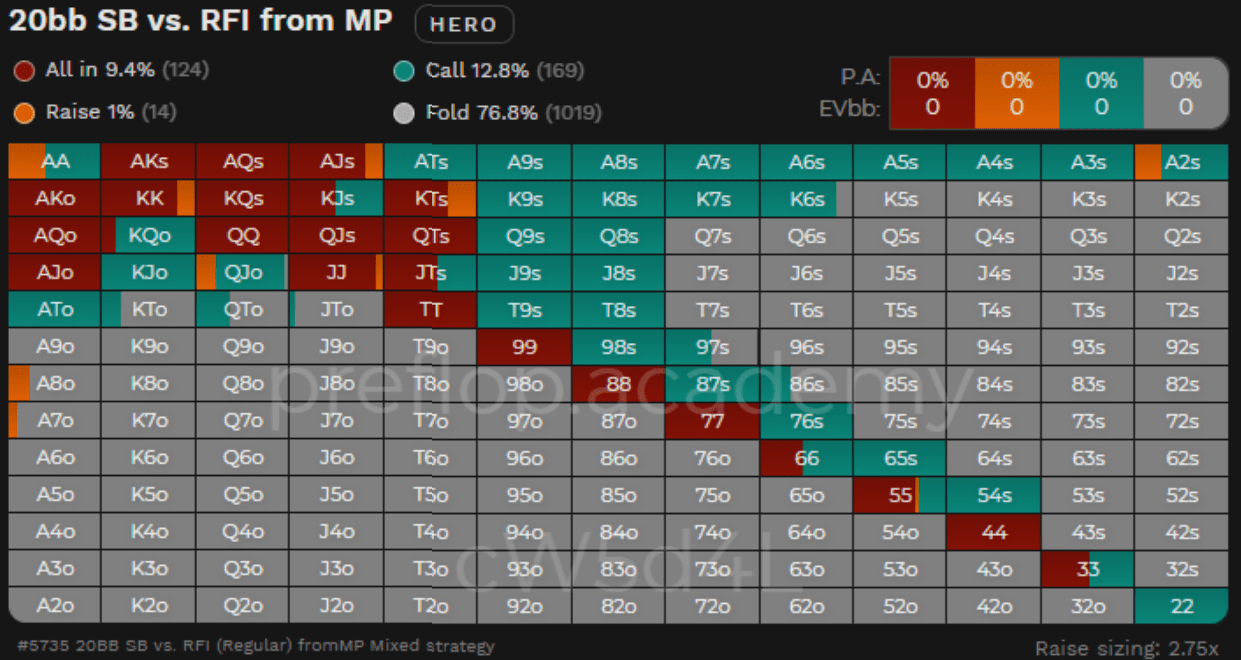 20bb SB vs. RFI from MP HERO
All in 9.4% (124) Call 12.8% (169)
Raise 1% (14) Fold 76.8% (1019)
P.A: 0% 0% 0% 0%
EVbb: 0 0 0 0
AA AKs AQs AJs ATs A9s A8s A7s A6s A5s A4s A3s A2s
AKo KK KQs KJs KTs K9s K8s K7s K6s K5s K4s K3s K2s
AQo KQo QQ QJs QTs Q9s Q8s Q7s Q6s Q5s Q4s Q3s Q2s
AJo KJo QJo JJ JTs J9s J8s J7s J6s J5s J4s J3s J2s
ATo KTo QTo JTo TT T9s T8s T7s T6s T5s T4s T3s T2s
A9o K9o Q9o J9o T9o 99 98s 97s 96s 95s 94s 93s 92s
A8o K8o Q8o J8o T8o 98o 88 87s 86s 85s 84s 83s 82s
preflop.academy
A7o K7o Q7o J7o T7o 97o 87o 77 76s 75s 74s 73s 72s
A6o K6o Q6o J6o T6o 96o 86o 76o 66 65s 64s 63s 62s
A5o K5o Q5o J5o T5o 95o 85o 75o 65o 55 54s 53s 52s
A4o K4o Q4o J4o T4o 94o 84o 74o 64o 54o 44 43s 42s
cW5d4L
A3o K3o Q3o J3o T3o 93o 83o 73o 63o 53o 43o 33 32s
A2o K2o Q2o J2o T2o 92o 82o 72o 62o 52o 42o 32o 22
#5735 20BB SB vs. RFI (Regular) fromMP Mixed strategy
Raise sizing: 2.75x